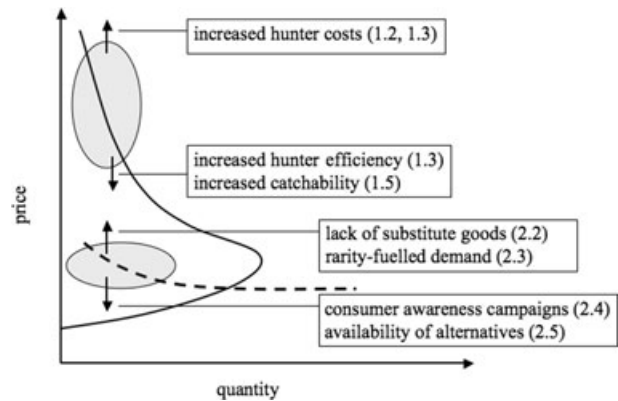 increased hunter costs (1.2, 1.3)
increased hunter efficiency (1.3)
increased catchability (1.5)
price
lack of substitute goods (2.2)
rarity-fuelled demand (2.3)
consumer awareness campaigns (2.4)
availability of alternatives (2.5)
quantity